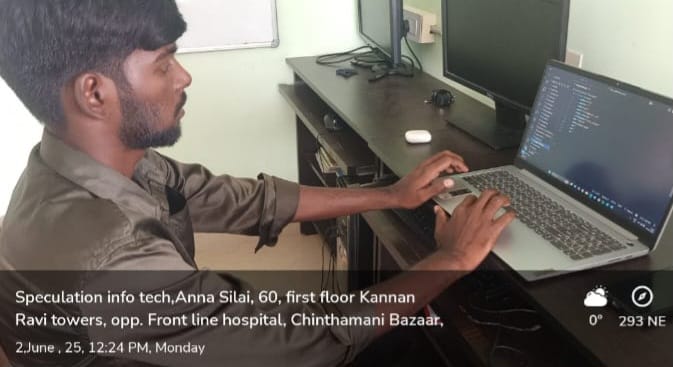 Speculation info tech,Anna Silai, 60, first floor Kannan
Ravi towers, opp. Front line hospital, Chinthamani Bazaar,
2,June , 25, 12:24 PM, Monday
0°
293 NE